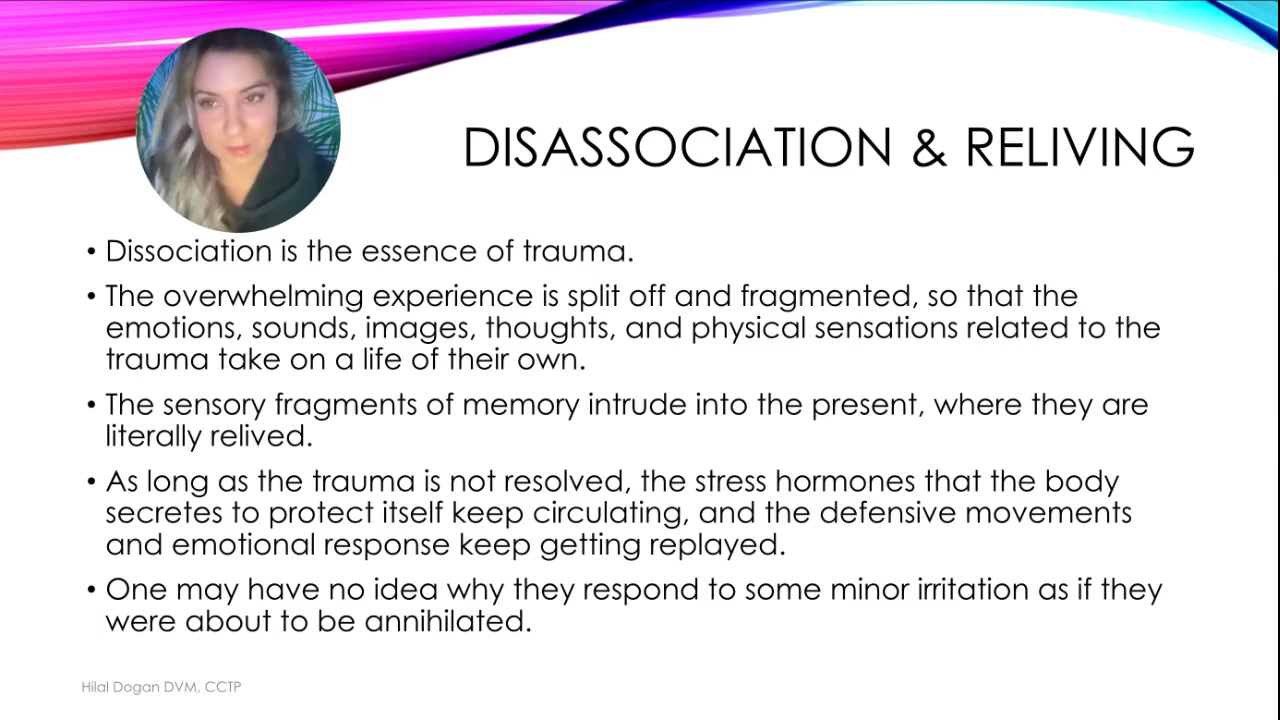 DISASSOCIATION & RELIVING
• Dissociation is the essence of trauma.
• The overwhelming experience is split off and fragmented, so that the
emotions, sounds, images, thoughts, and physical sensations related to the
trauma take on a life of their own.
• The sensory fragments of memory intrude into the present, where they are
literally relived.
• As long as the trauma is not resolved, the stress hormones that the body
secretes to protect itself keep circulating, and the defensive movements
and emotional response keep getting replayed.
• One may have no idea why they respond to some minor irritation as if they
were about to be annihilated.
Hilal Dogan DVM, CCTP